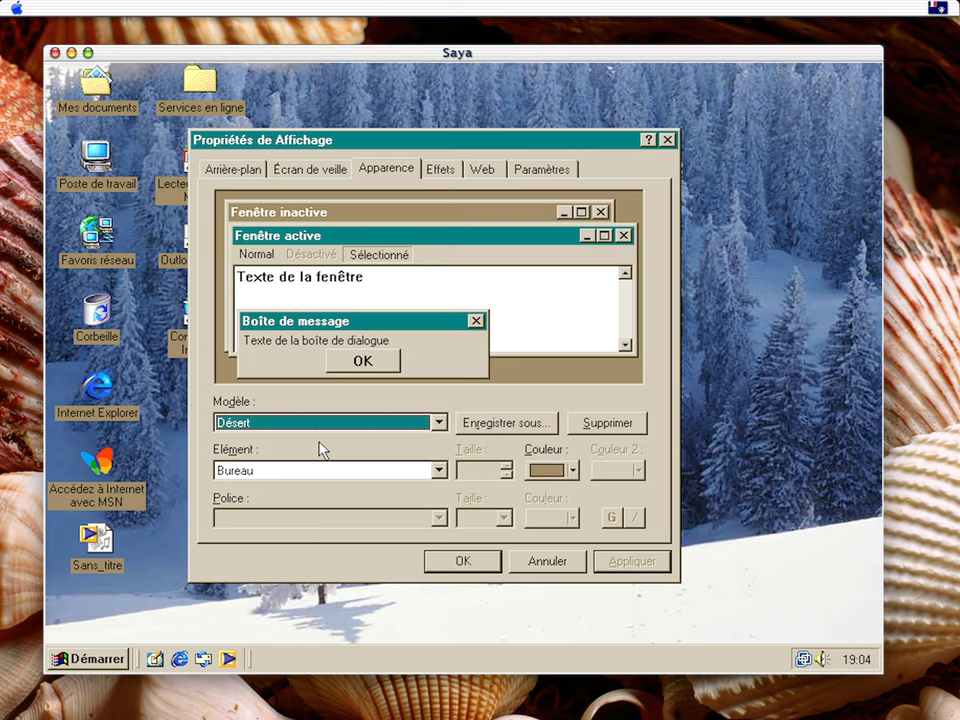 Saya
Mes documents
Services en ligne
Propriétés de Affichage
Arrière-plan
Écran de veille
Apparence
Effets
Web
Paramètres
Poste de travail
Fenêtre inactive
Fenêtre active
Normal
Désactivé
Sélectionné
Favoris réseau
Texte de la fenêtre
Boîte de message
Corbeille
Texte de la boîte de dialogue
OK
Modèle :
Internet Explorer
Désert
Enregistrer sous...
Supprimer
Elément :
Taille :
Couleur :
Couleur 2 :
Bureau
Accédez à Internet
avec MSN
Police :
Taille :
Couleur :
G
/
Sans_titre
OK
Annuler
Appliquer
Démarrer
19:04